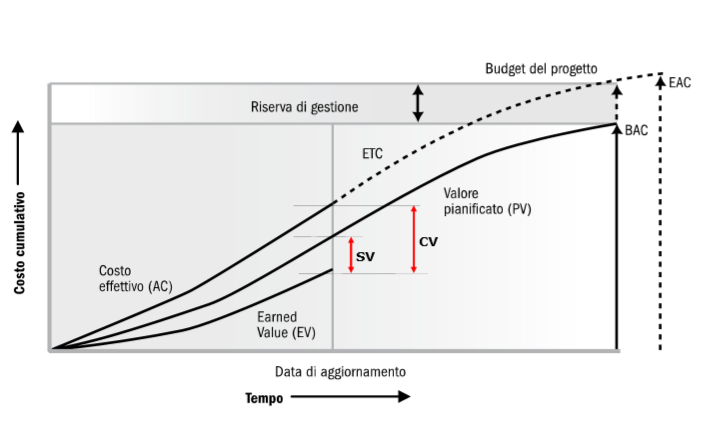 Budget del progetto
EAC
Riserva di gestione
BAC
ETC
Valore
pianificato (PV)
CV
SV
Costo
effettivo (AC)
Earned
Value (EV)
Costo cumulativo
Data di aggiornamento
Tempo